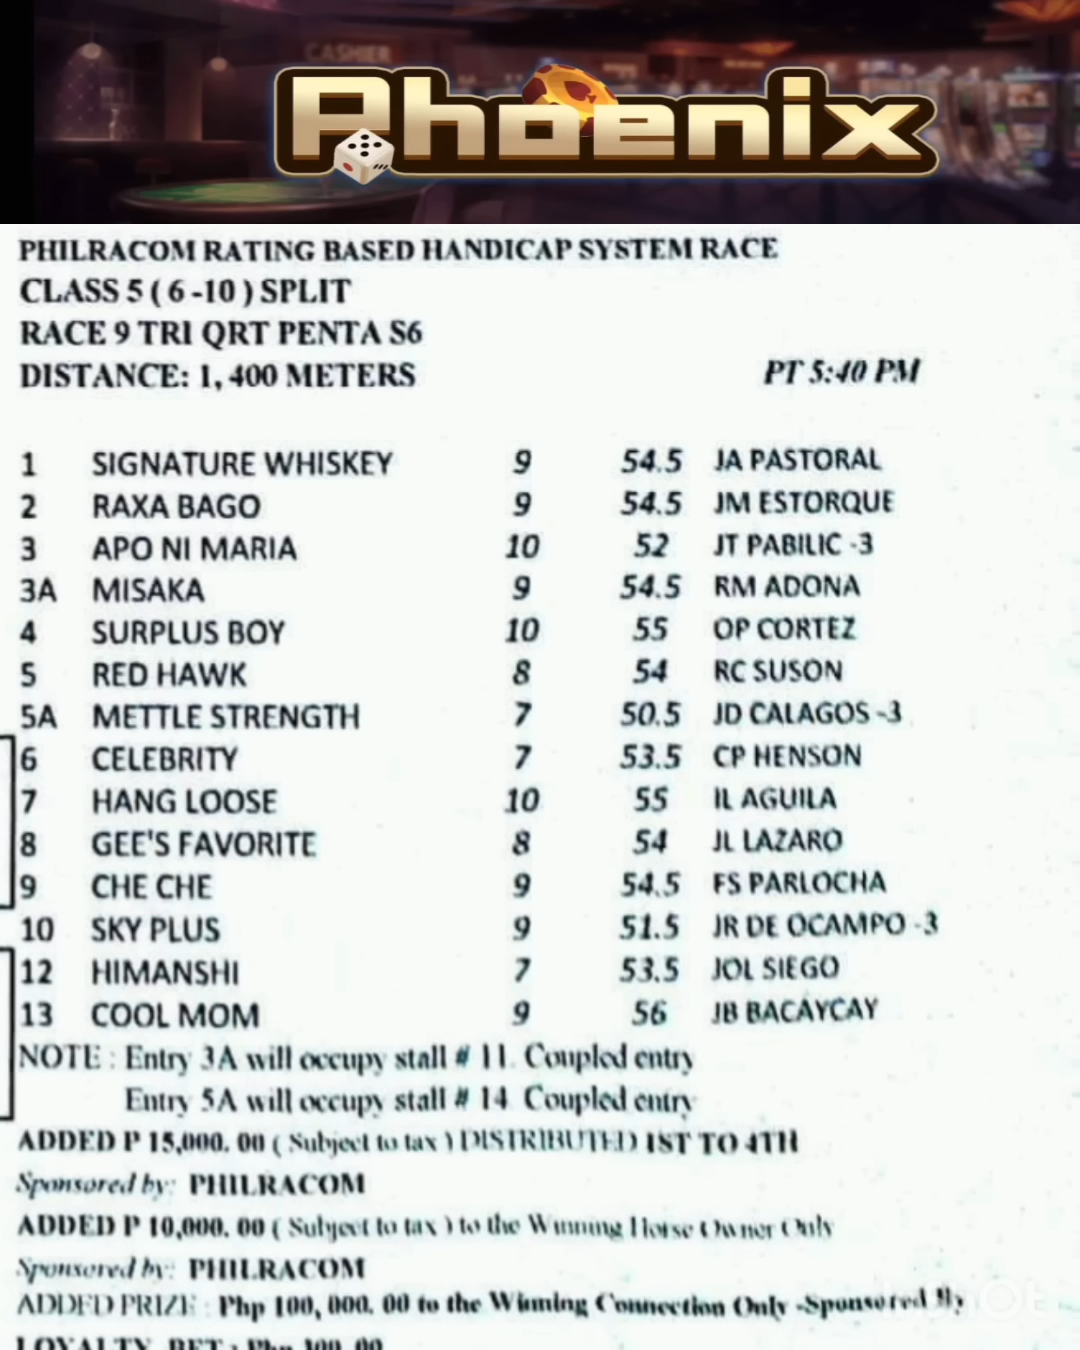 CASHIER
Phoenix
PHILRACOM RATING BASED HANDICAP SYSTEM RACE
CLASS 5 ( 6 -10 ) SPLIT
RACE 9 TRI QRT PENTA S6
DISTANCE: 1, 400 METERS PT 5:40 PM
1 SIGNATURE WHISKEY 9 54.5 JA PASTORAL
2 RAXA BAGO 9 54.5 JM ESTORQUE
3 APO NI MARIA 10 52 JT PABILIC -3
3A MISAKA 9 54.5 RM ADONA
4 SURPLUS BOY 10 55 OP CORTEZ
5 RED HAWK 8 54 RC SUSON
5A METTLE STRENGTH 7 50.5 JD CALAGOS -3
6 CELEBRITY 7 53.5 CP HENSON
7 HANG LOOSE 10 55 IL AGUILA
8 GEE'S FAVORITE 8 54 JL LAZARO
9 CHE CHE 9 54.5 FS PARLOCHA
10 SKY PLUS 9 51.5 JR DE OCAMPO -3
12 HIMANSHI 7 53.5 JOL SIEGO
13 COOL MOM 9 56 JB BACAYCAY
NOTE : Entry 3A will occupy stall # 11. Coupled entry
Entry 5A will occupy stall # 14 Coupled entry
ADDED P 15,000. 00 ( Subject to tax ) DISTRIBUTED 1ST TO 4TH
Sponsored by: PHILRACOM
ADDED P 10,000. 00 ( Subject to tax ) to the Winning Horse Owner Only
Sponsored by: PHILRACOM
ADDED PRIZE : Php 100, 000. 00 to the Winning Connection Only -Sponsored By
LOYALTY BET : Php 100. 00